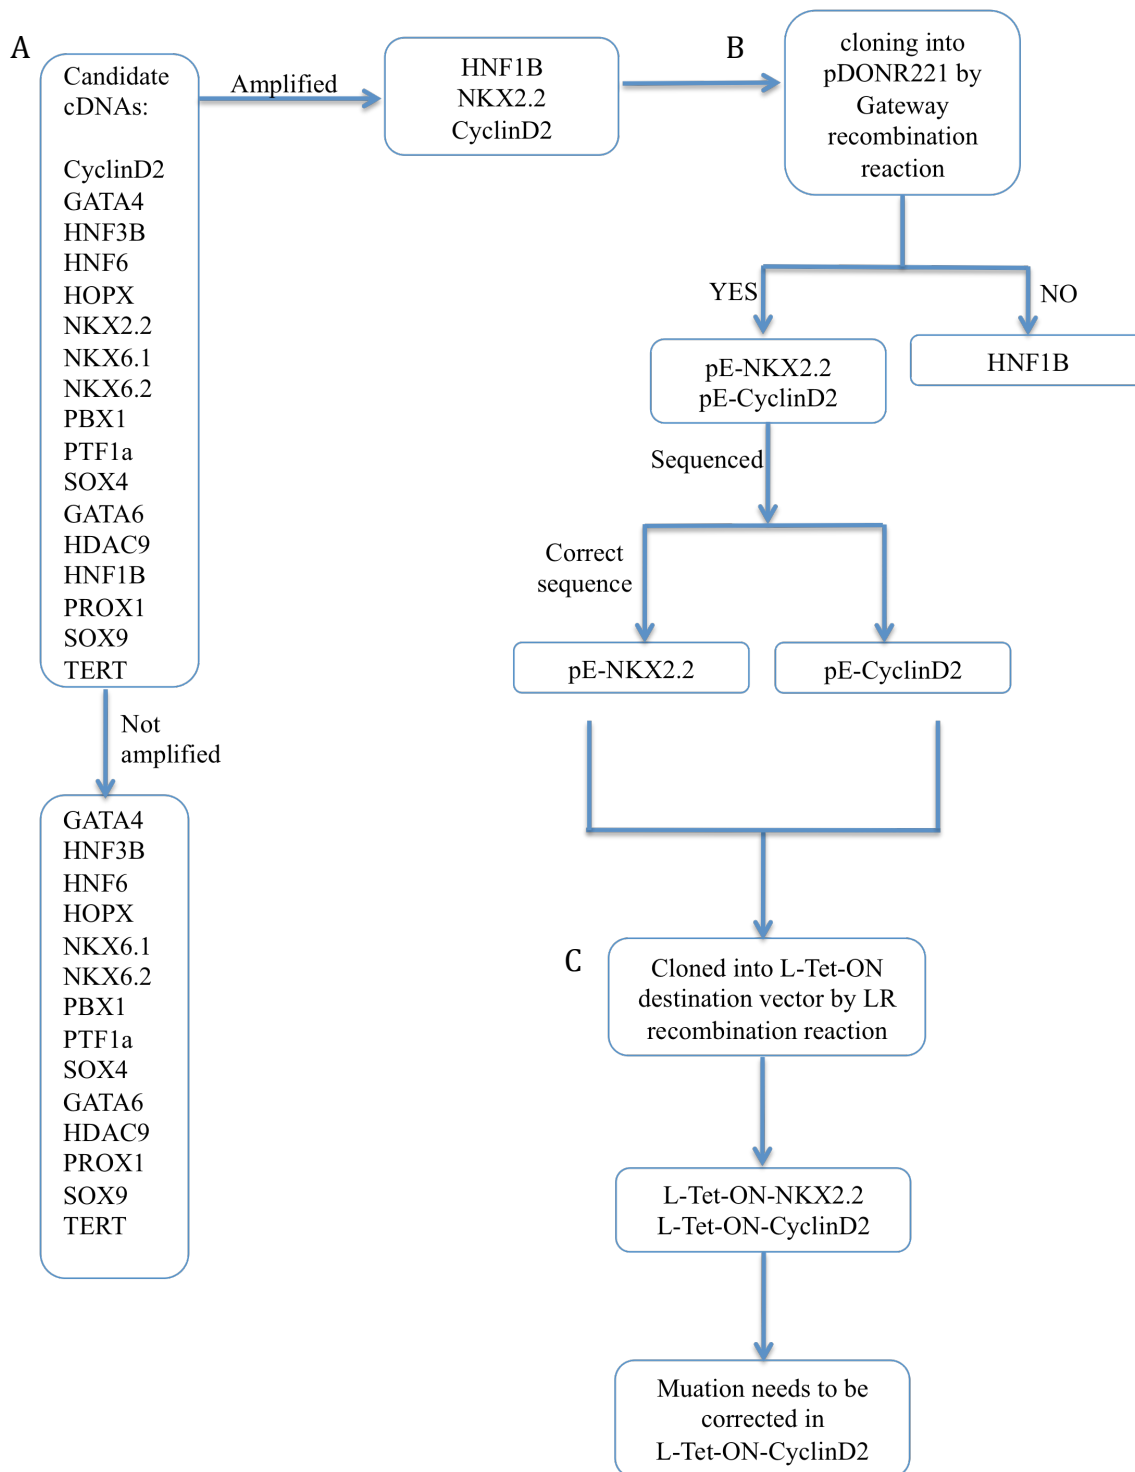 A
Candidate
cDNAs:
CyclinD2
GATA4
HNF3B
HNF6
HOPX
NKX2.2
NKX6.1
NKX6.2
PBX1
PTF1a
SOX4
GATA6
HDAC9
HNF1B
PROX1
SOX9
TERT
Amplified
HNF1B
NKX2.2
CyclinD2
Not
amplified
GATA4
HNF3B
HNF6
HOPX
NKX6.1
NKX6.2
PBX1
PTF1a
SOX4
GATA6
HDAC9
PROX1
SOX9
TERT
B
cloning into
pDONR221 by
Gateway
recombination
reaction
YES
NO
pE-NKX2.2
pE-CyclinD2
HNF1B
Sequenced
Correct
sequence
pE-NKX2.2
pE-CyclinD2
C
Cloned into L-Tet-ON
destination vector by LR
recombination reaction
L-Tet-ON-NKX2.2
L-Tet-ON-CyclinD2
Muation needs to be
corrected in
L-Tet-ON-CyclinD2